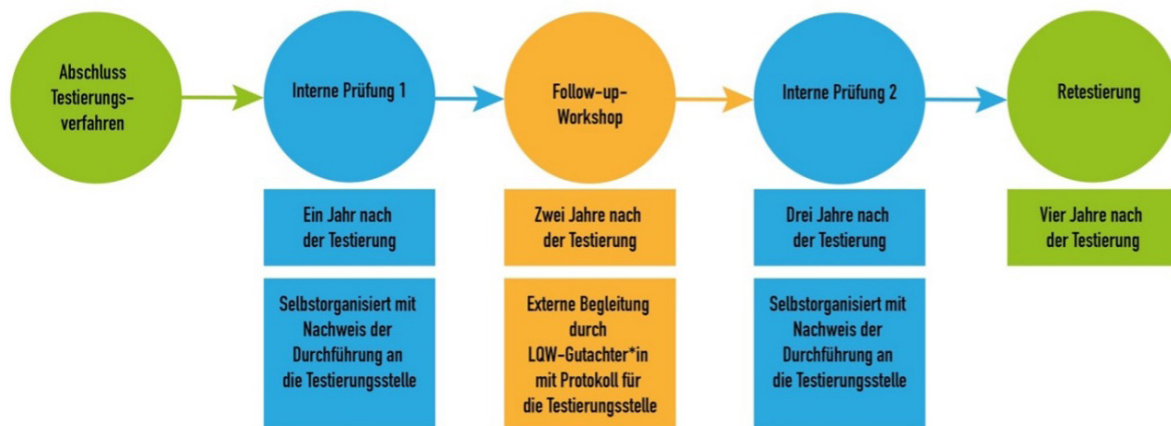 Abschluss
Testierungs-
verfahren
Interne Prüfung 1
Follow-up-
Workshop
Interne Prüfung 2
Retestierung
Ein Jahr nach
der Testierung
Zwei Jahre nach
der Testierung
Drei Jahre nach
der Testierung
Vier Jahre nach
der Testierung
Selbstorganisiert mit
Nachweis der
Durchführung an
die Testierungsstelle
Externe Begleitung
durch
LQW-Gutachter*in
mit Protokoll für
die Testierungsstelle
Selbstorganisiert mit
Nachweis der
Durchführung an
die Testierungsstelle